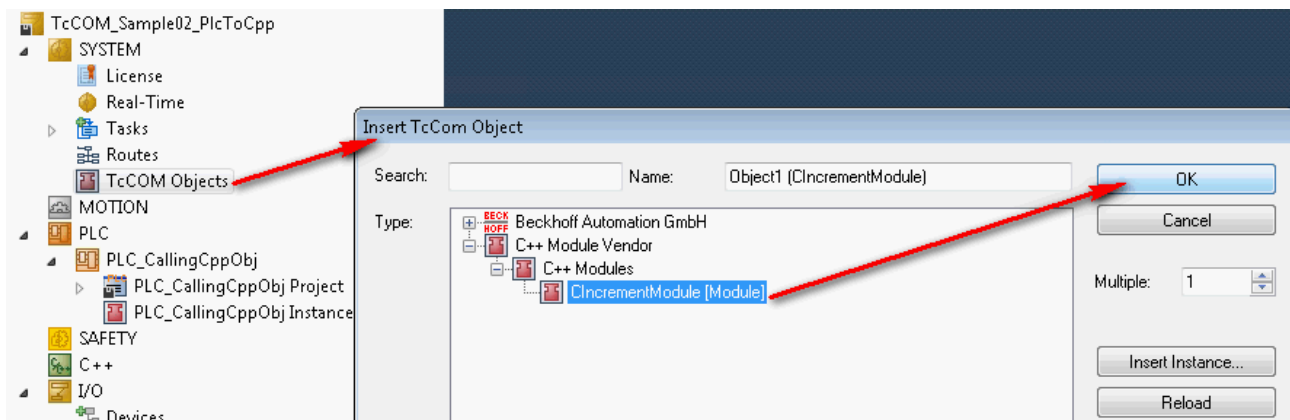 TcCOM_Sample02_PlcToCpp
SYSTEM
License
Real-Time
Tasks
Routes
TcCOM Objects
MOTION
PLC
PLC_CallingCppObj
PLC_CallingCppObj Project
PLC_CallingCppObj Instance
SAFETY
C++
I/O
Devices
Insert TcCom Object
Search:
Name:
Object1 (CIncrementModule)
OK
Type:
BECK
HOFF
Beckhoff Automation GmbH
C++ Module Vendor
C++ Modules
CIncrementModule [Module]
Cancel
Multiple:
1
Insert Instance...
Reload